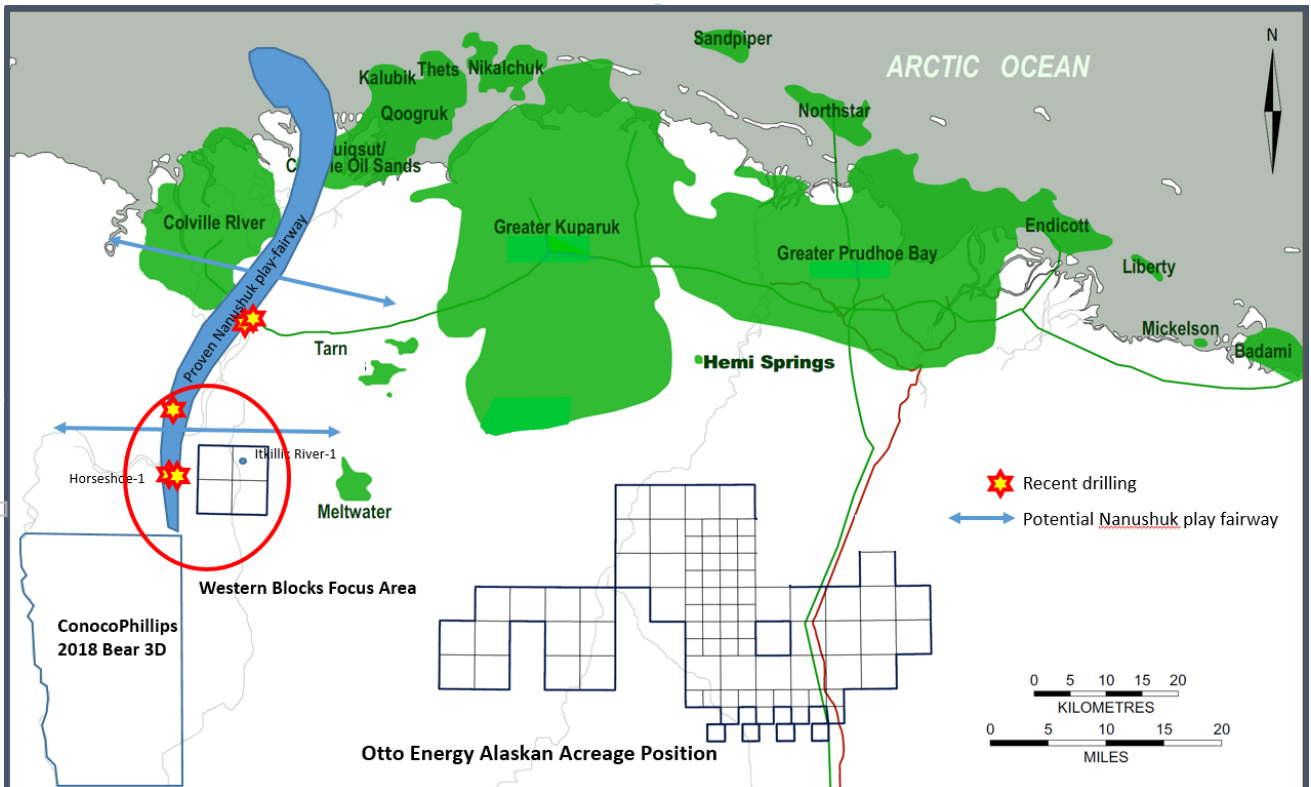 Sandpiper
N
ARCTIC OCEAN
Thets
Nikalchuk
Kalubik
Qoogruk
Northstar
Oil Sands
Colville RIver
Proven Nanushuk play-fairway
Greater Kuparuk
Greater Prudhoe Bay
Endicott
Liberty
Mickelson
Badami
Tarn
Hemi Springs
Itkillik River-1
Horseshoe-1
Meltwater
Recent drilling
Potential Nanushuk play fairway
Western Blocks Focus Area
ConocoPhillips
2018 Bear 3D
Otto Energy Alaskan Acreage Position
0 5 10 15 20
KILOMETRES
0 5 10 15 20
MILES